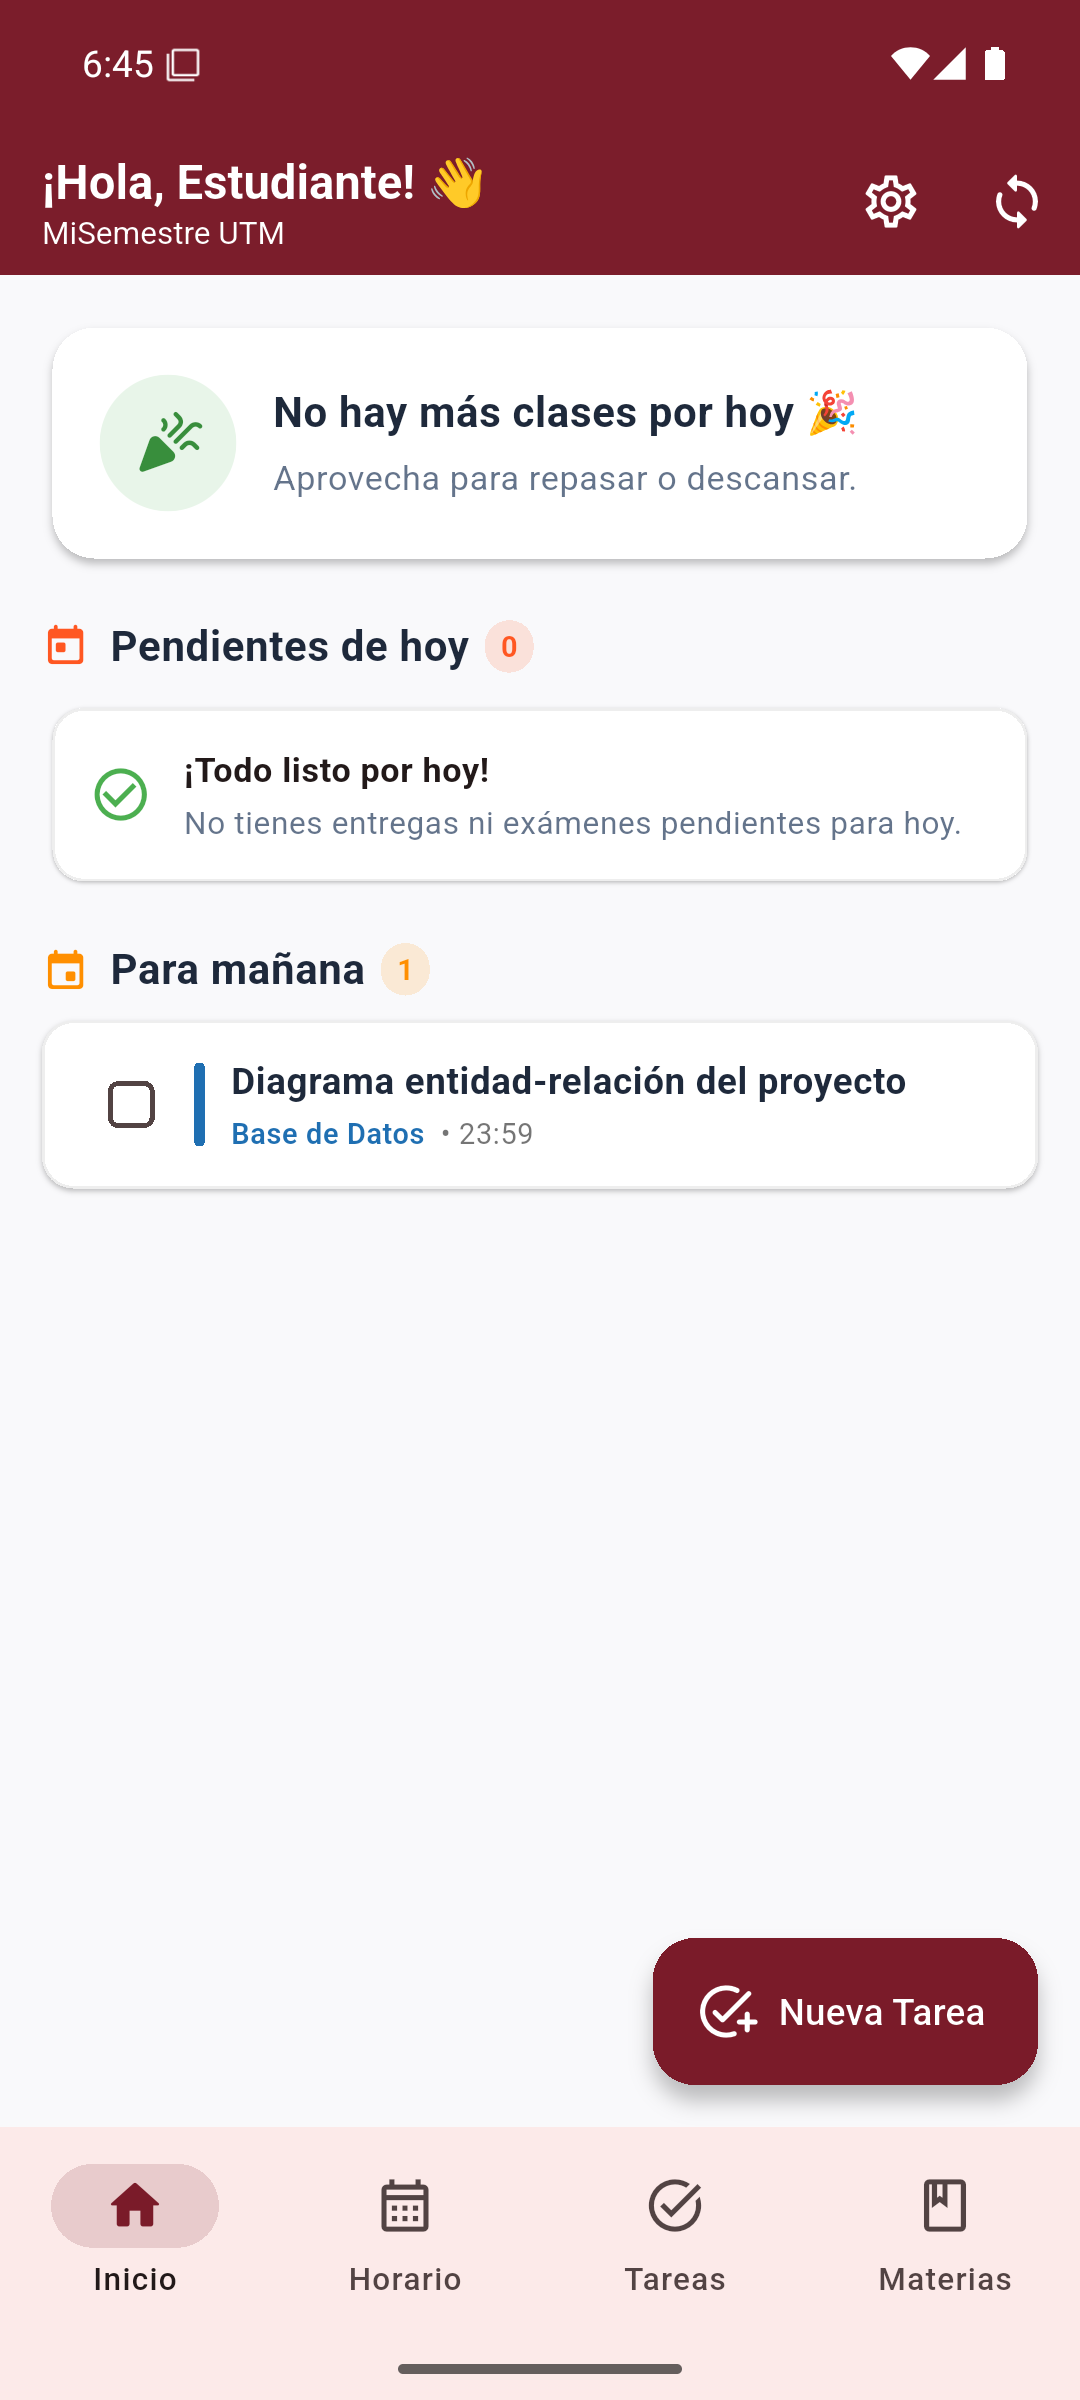 6:45
¡Hola, Estudiante! 👋
MiSemestre UTM
No hay más clases por hoy 🎉
Aprovecha para repasar o descansar.
Pendientes de hoy 0
¡Todo listo por hoy!
No tienes entregas ni exámenes pendientes para hoy.
Para mañana 1
Diagrama entidad-relación del proyecto
Base de Datos • 23:59
Nueva Tarea
Inicio
Horario
Tareas
Materias